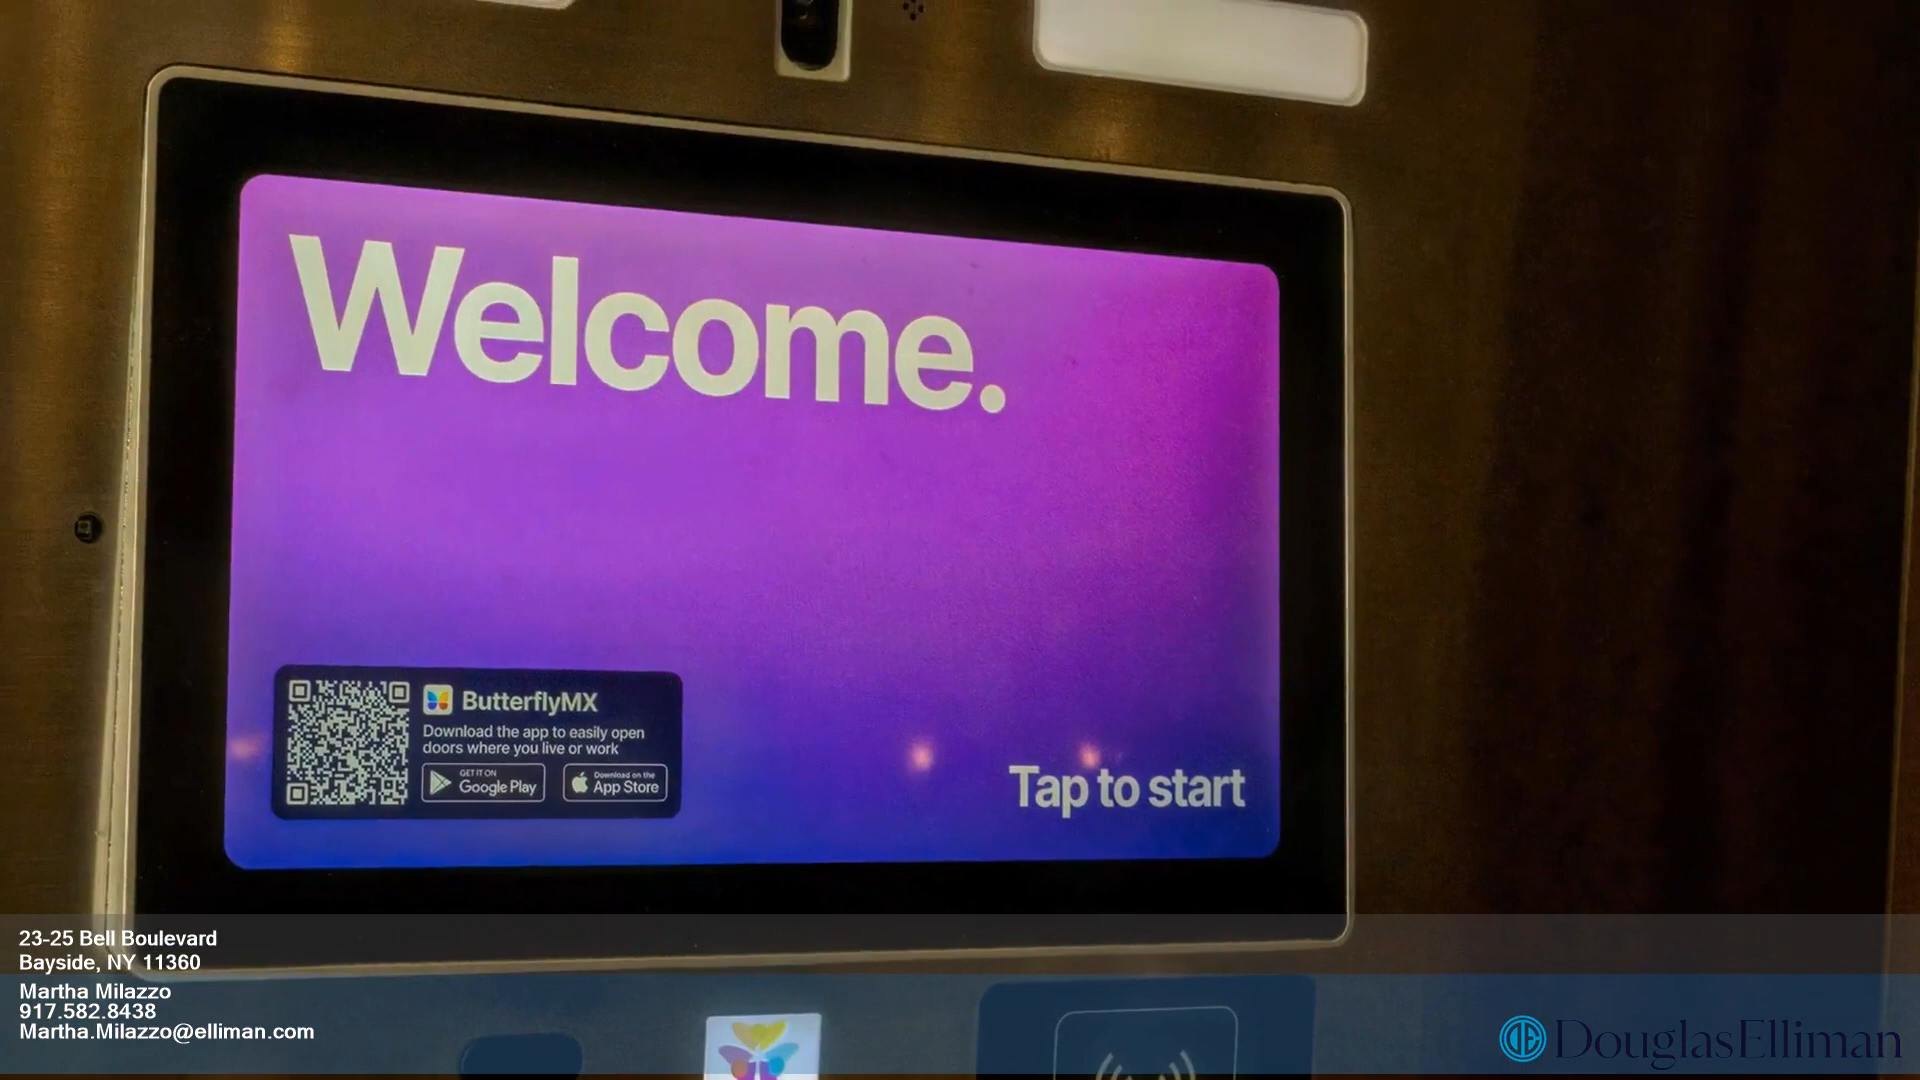 Welcome.
ButterflyMX
Download the app to easily open
doors where you live or work
GET IT ON
Google Play
Download on the
App Store
Tap to start
23-25 Bell Boulevard
Bayside, NY 11360
Martha Milazzo
917.582.8438
Martha.Milazzo@elliman.com
DE DouglasElliman